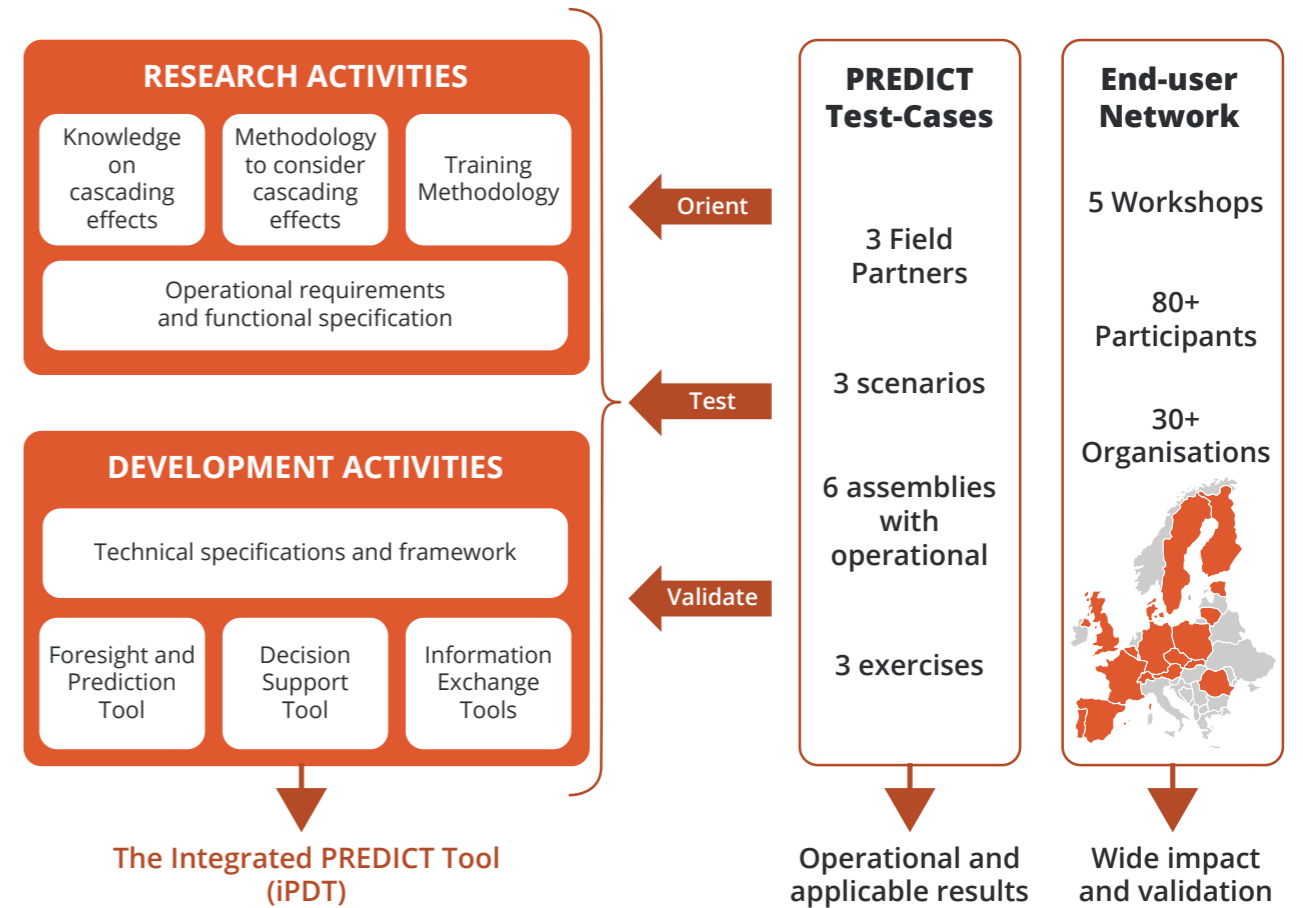 RESEARCH ACTIVITIES
Knowledge
on
cascading
effects
Methodology
to consider
cascading
effects
Training
Methodology
Operational requirements
and functional specification
DEVELOPMENT ACTIVITIES
Technical specifications and framework
Foresight and
Prediction
Tool
Decision
Support
Tool
Information
Exchange
Tools
The Integrated PREDICT Tool
(iPDT)
Orient
Test
Validate
PREDICT
Test-Cases
3 Field
Partners
3 scenarios
6 assemblies
with
operational
3 exercises
Operational and
applicable results
End-user
Network
5 Workshops
80+
Participants
30+
Organisations
Wide impact
and validation